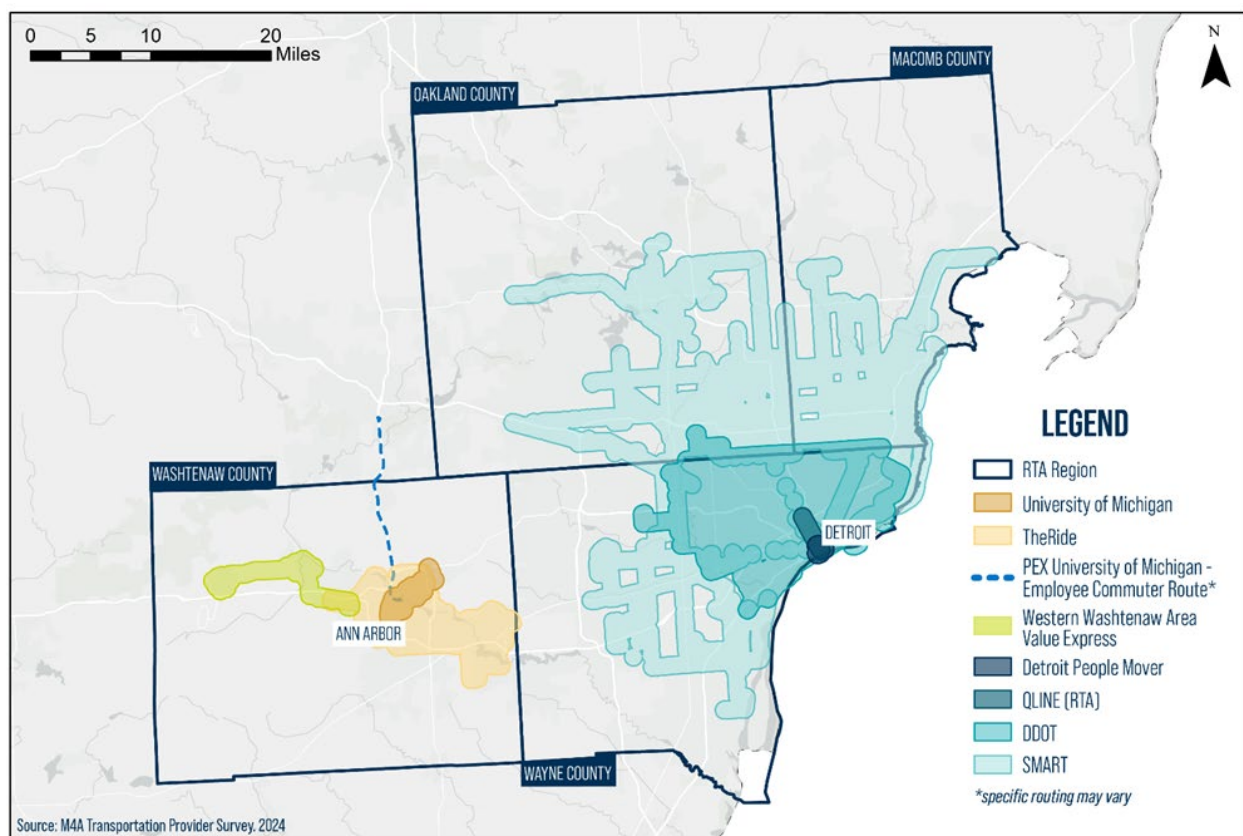 0 5 10 20
Miles
N
MACOMB COUNTY
OAKLAND COUNTY
WASHTENAW COUNTY
DETROIT
ANN ARBOR
WAYNE COUNTY
LEGEND
RTA Region
University of Michigan
TheRide
PEX University of Michigan -
Employee Commuter Route*
Western Washtenaw Area
Value Express
Detroit People Mover
QLINE (RTA)
DDOT
SMART
*specific routing may vary
Source: M4A Transportation Provider Survey, 2024